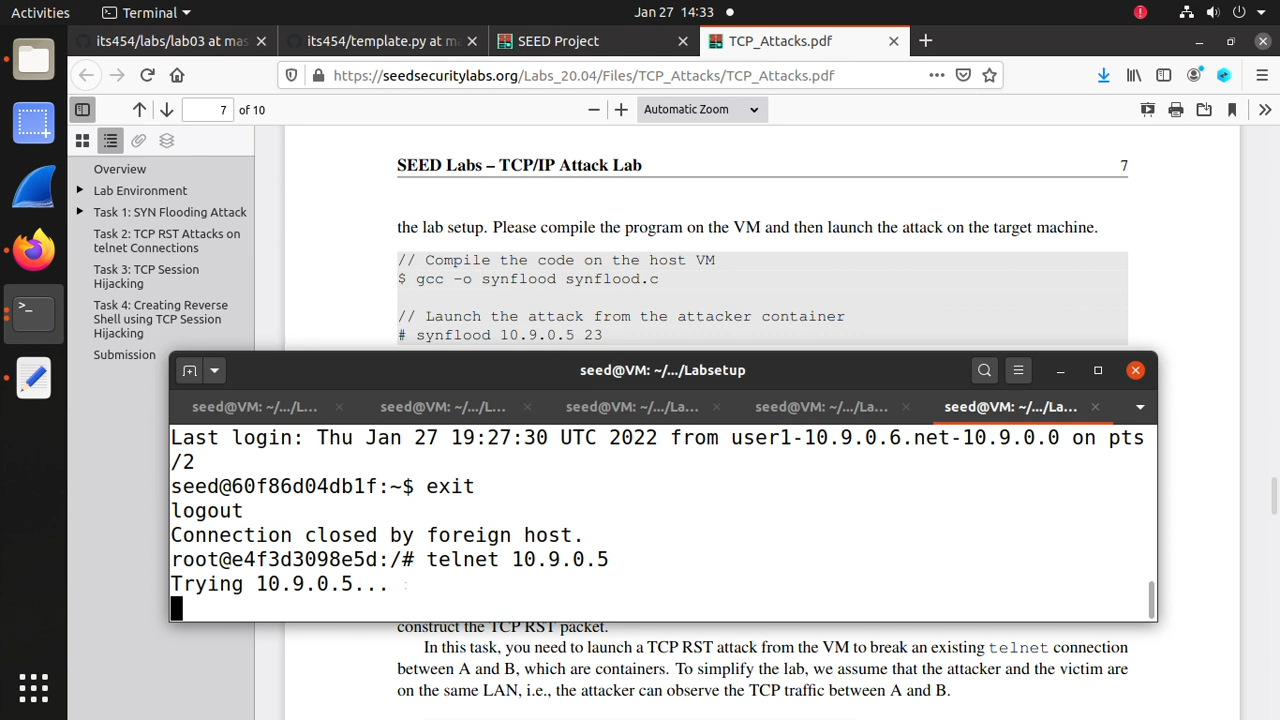 Activities
Terminal
Jan 27 14:33
its454/labs/lab03 at mas
its454/template.py at m
SEED Project
TCP_Attacks.pdf
https://seedsecuritylabs.org/Labs_20.04/Files/TCP_Attacks/TCP_Attacks.pdf
7
of 10
Automatic Zoom
Overview
Lab Environment
Task 1: SYN Flooding Attack
Task 2: TCP RST Attacks on
telnet Connections
Task 3: TCP Session
Hijacking
Task 4: Creating Reverse
Shell using TCP Session
Hijacking
Submission
SEED Labs – TCP/IP Attack Lab 7
the lab setup. Please compile the program on the VM and then launch the attack on the target machine.
// Compile the code on the host VM
$ gcc -o synflood synflood.c
// Launch the attack from the attacker container
# synflood 10.9.0.5 23
seed@VM: ~/.../Labsetup
seed@VM: ~/.../L...
seed@VM: ~/.../L...
seed@VM: ~/.../La...
seed@VM: ~/.../La...
seed@VM: ~/.../La...
Last login: Thu Jan 27 19:27:30 UTC 2022 from user1-10.9.0.6.net-10.9.0.0 on pts
/2
seed@60f86d04db1f:~$ exit
logout
Connection closed by foreign host.
root@e4f3d3098e5d:/# telnet 10.9.0.5
Trying 10.9.0.5...
construct the TCP RST packet.
In this task, you need to launch a TCP RST attack from the VM to break an existing telnet connection
between A and B, which are containers. To simplify the lab, we assume that the attacker and the victim are
on the same LAN, i.e., the attacker can observe the TCP traffic between A and B.